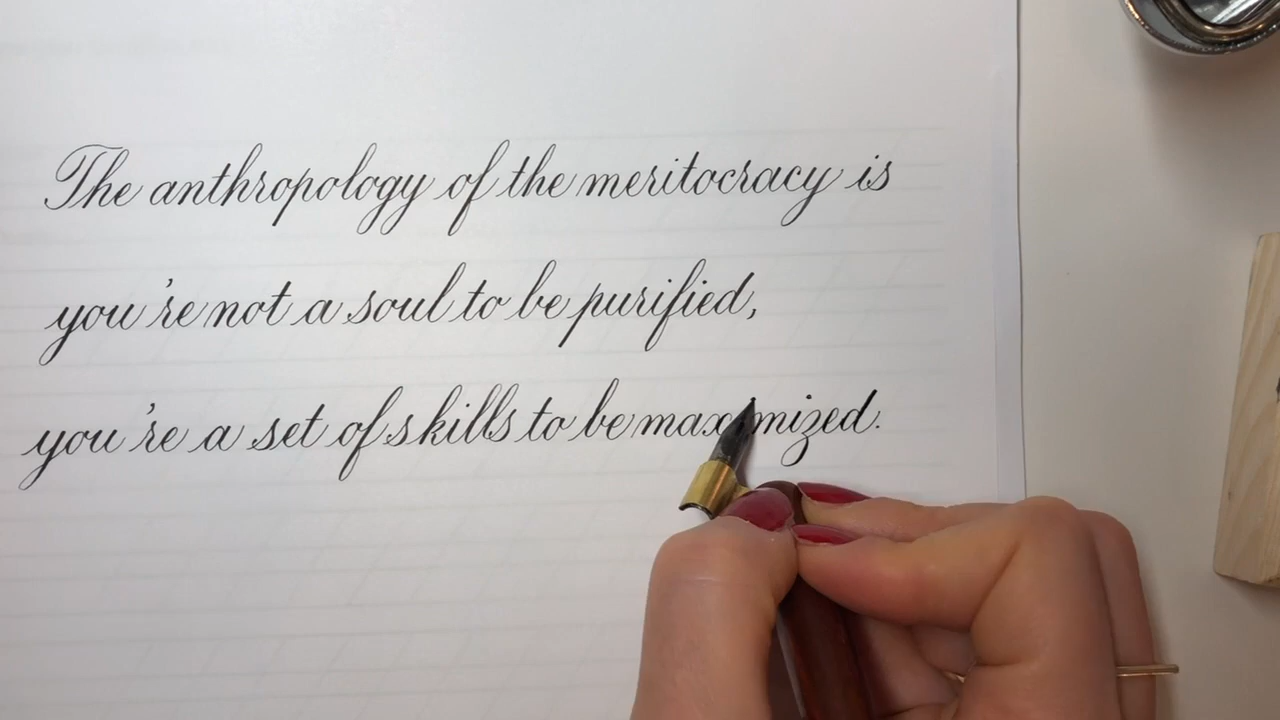 The anthropology of the meritocracy is
you're not a soul to be purified,
you're a set of skills to be maximized.